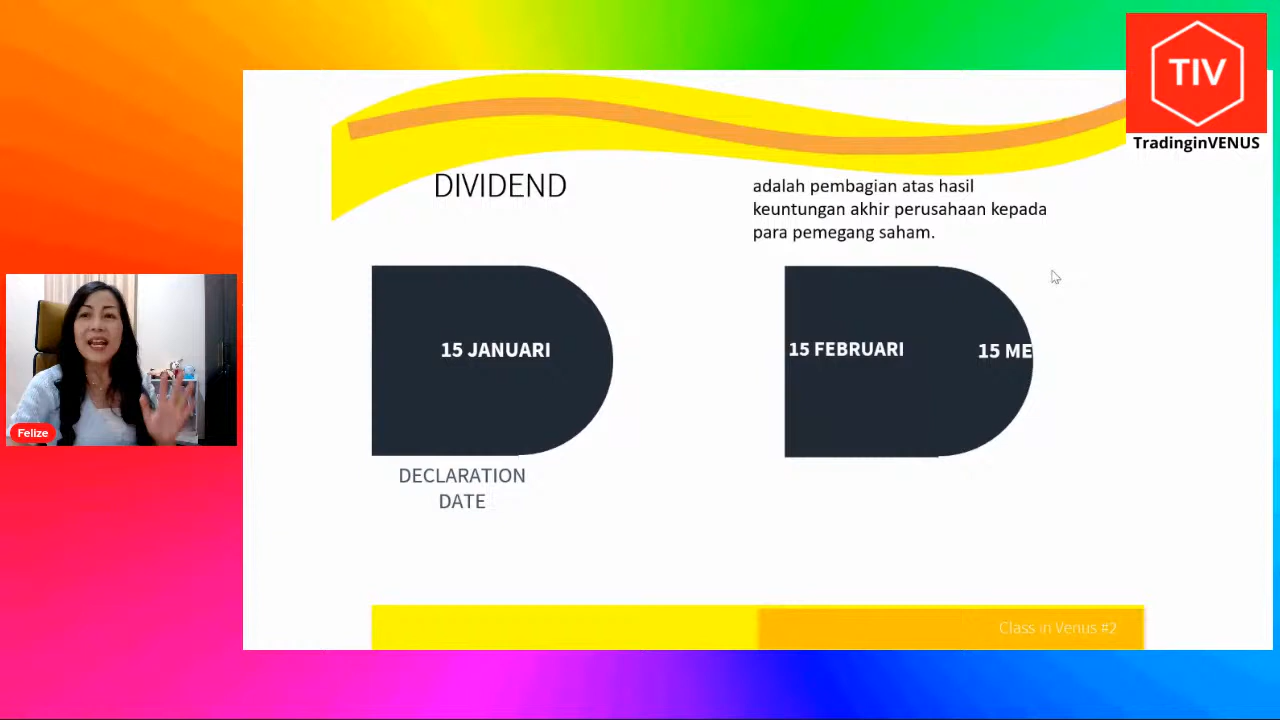 TIV
TradinginVENUS
DIVIDEND
adalah pembagian atas hasil
keuntungan akhir perusahaan kepada
para pemegang saham.
15 JANUARI
15 FEBRUARI
15 ME
Felize
DECLARATION
DATE
Class in Venus #2